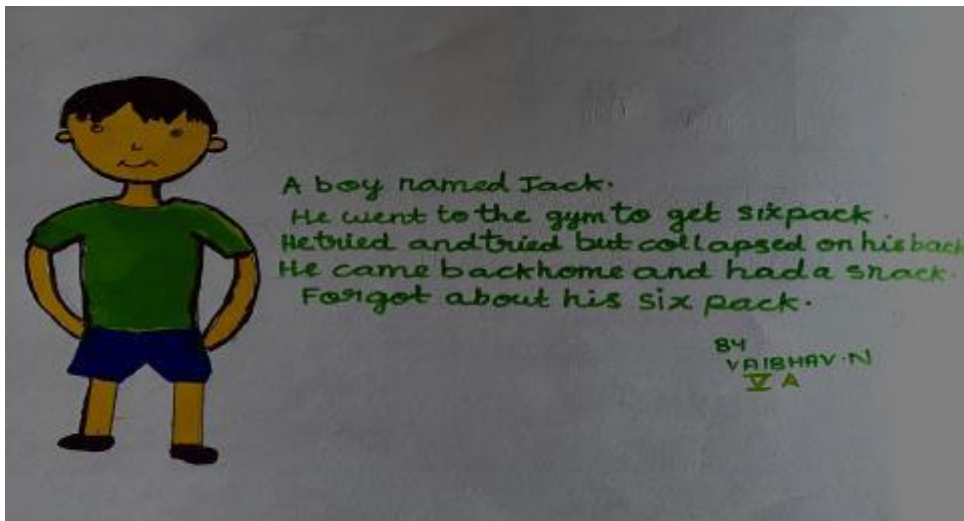 A boy named Jack.
He went to the gym to get sixpack.
He tried and tried but collapsed on his back
He came back home and had a snack.
Forgot about his six pack.
BY
VAIBHAV.N
V A